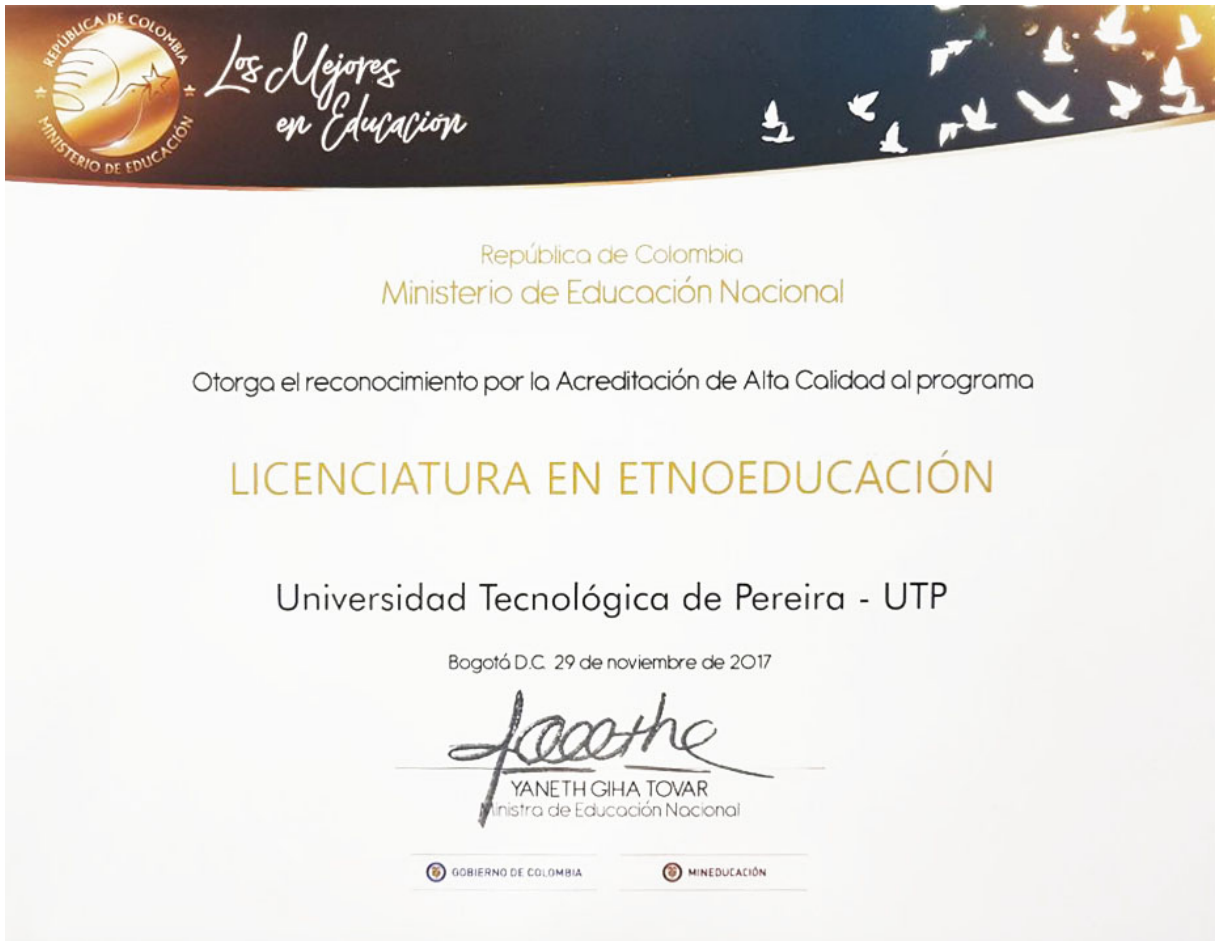 REPÚBLICA DE COLOMBIA
MINISTERIO DE EDUCACIÓN
Los Mejores
en Educación
República de Colombia
Ministerio de Educación Nacional
Otorga el reconocimiento por la Acreditación de Alta Calidad al programa
LICENCIATURA EN ETNOEDUCACIÓN
Universidad Tecnológica de Pereira - UTP
Bogotá D.C. 29 de noviembre de 2017
YANETH GIHA TOVAR
Ministra de Educación Nacional
GOBIERNO DE COLOMBIA
MINEDUCACIÓN